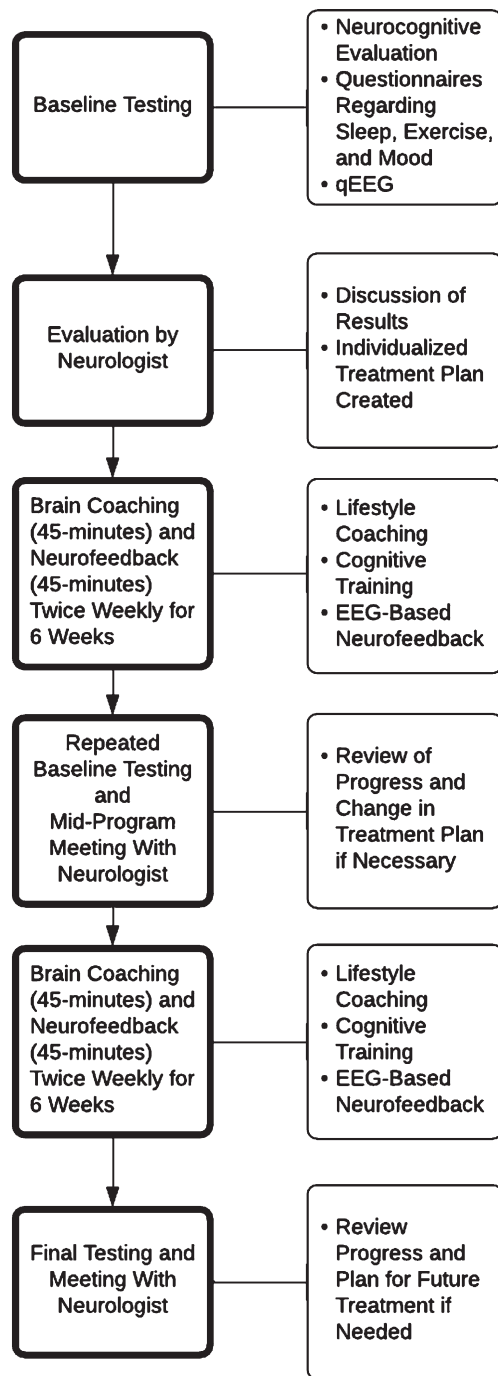 Baseline Testing
• Neurocognitive
Evaluation
• Questionnaires
Regarding
Sleep, Exercise,
and Mood
• qEEG
Evaluation by
Neurologist
• Discussion of
Results
• Individualized
Treatment Plan
Created
Brain Coaching
(45-minutes) and
Neurofeedback
(45-minutes)
Twice Weekly for
6 Weeks
• Lifestyle
Coaching
• Cognitive
Training
• EEG-Based
Neurofeedback
Repeated
Baseline Testing
and
Mid-Program
Meeting With
Neurologist
• Review of
Progress and
Change in
Treatment Plan
if Necessary
Brain Coaching
(45-minutes) and
Neurofeedback
(45-minutes)
Twice Weekly for
6 Weeks
• Lifestyle
Coaching
• Cognitive
Training
• EEG-Based
Neurofeedback
Final Testing and
Meeting With
Neurologist
• Review
Progress and
Plan for Future
Treatment if
Needed